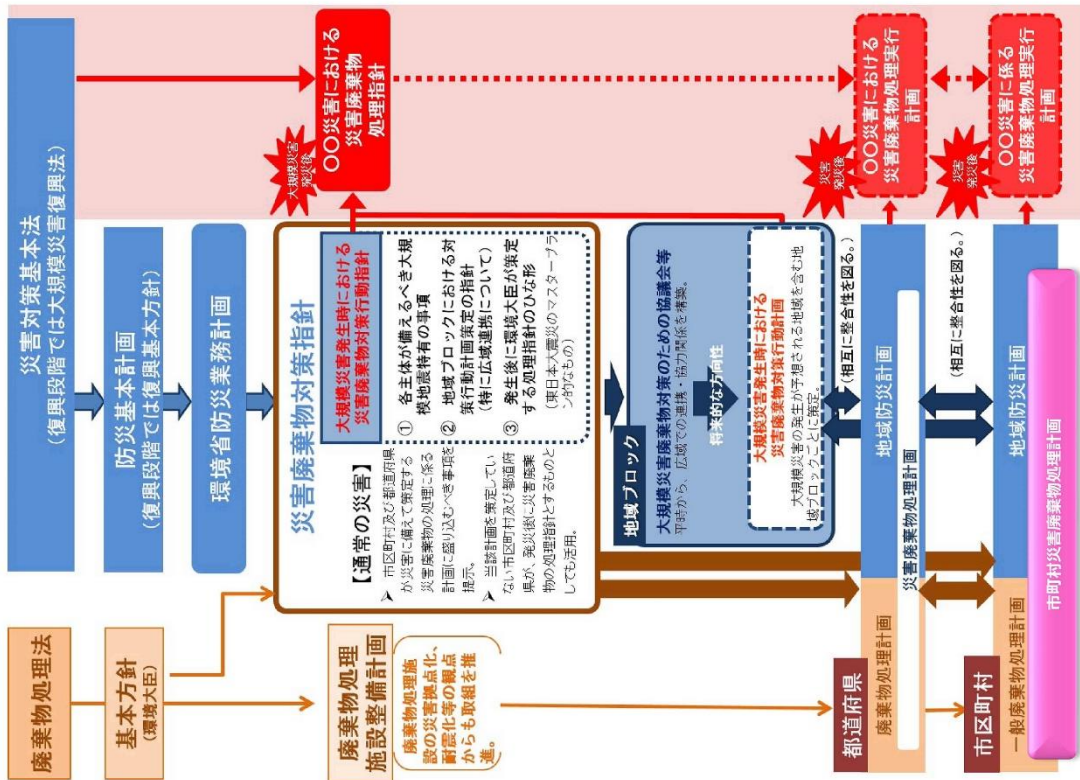 廃棄物処理法
基本方針
(環境大臣)
廃棄物処理
施設整備計画
廃棄物処理施
設の災害拠点化、
耐震化等の観点
からも取組を推
進。
災害対策基本法
(復興段階では大規模災害復興法)
防災基本計画
(復興段階では復興基本方針)
環境省防災業務計画
災害廃棄物対策指針
【通常の災害】
➢ 市区町村及び都道府県
が災害に備えて策定する
災害廃棄物の処理に係る
計画に盛り込むべき事項を
提示。
➢ 当該計画を策定してい
ない市区町村及び都道府
県が、発災後に災害廃棄
物の処理指針とするものと
しても活用。
大規模災害発生時における
災害廃棄物対策行動指針
① 各主体が備えるべき大規
模地震特有の事項
② 地域ブロックにおける対
策行動計画策定の指針
(特に広域連携について)
③ 発生後に環境大臣が策定
する処理指針のひな形
(東日本大震災のマスタープラ
ン的なもの)
大規模災害
発災後
〇〇災害における
災害廃棄物
処理指針
地域ブロック
大規模災害廃棄物対策のための協議会等
平時から、広域での連携・協力関係を構築。
将来的な方向性
大規模災害発生時における
災害廃棄物対策行動計画
大規模災害の発生が予想される地域を含む地
域ブロックごとに策定。
(相互に整合性を図る。)
都道府県
廃棄物処理計画
災害廃棄物処理計画
地域防災計画
災害
発災後
〇〇災害における
災害廃棄物処理実行
計画
(相互に整合性を図る。)
市区町村
一般廃棄物処理計画
地域防災計画
市町村災害廃棄物処理計画
災害
発災後
〇〇災害に係る
災害廃棄物処理実行
計画